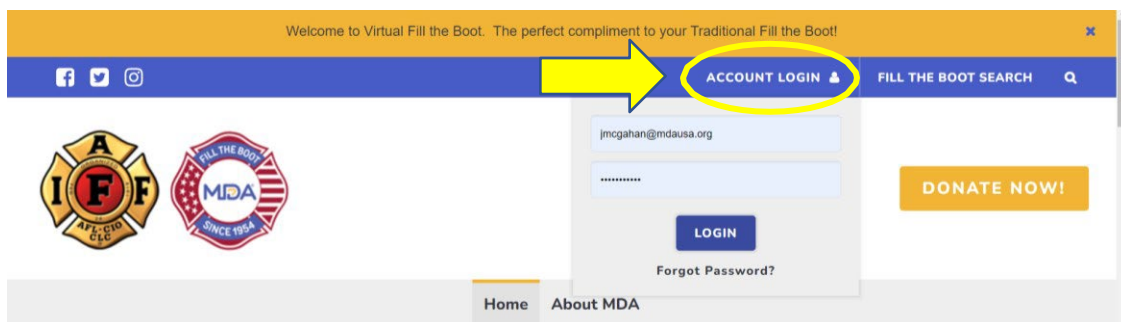 Welcome to Virtual Fill the Boot. The perfect compliment to your Traditional Fill the Boot!
ACCOUNT LOGIN
FILL THE BOOT SEARCH
jmcgahan@mdausa.org
•••••••••••
LOGIN
Forgot Password?
I A F F
AFL-CIO
CLC
FILL THE BOOT
MDA
SINCE 1954
DONATE NOW!
Home
About MDA